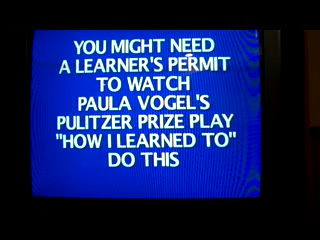 YOU MIGHT NEED
A LEARNER'S PERMIT
TO WATCH
PAULA VOGEL'S
PULITZER PRIZE PLAY
"HOW I LEARNED TO"
DO THIS